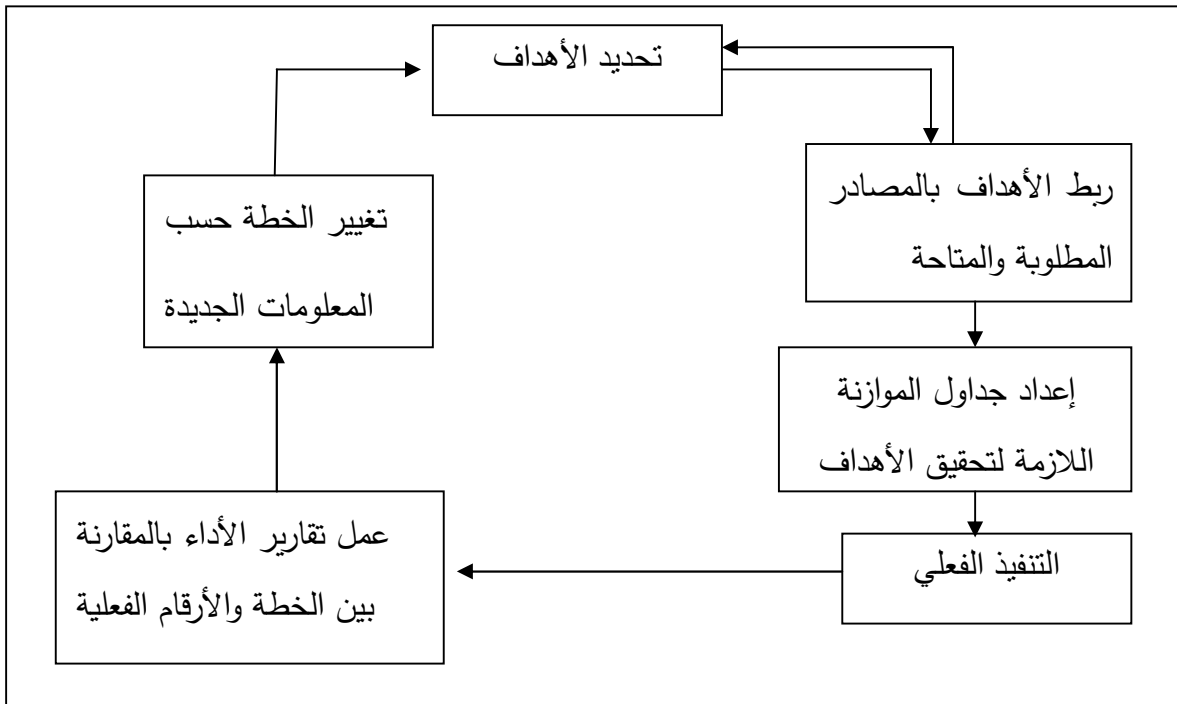 تحديد الأهداف
ربط الأهداف بالمصادر
المطلوبة والمتاحة
إعداد جداول الموازنة
اللازمة لتحقيق الأهداف
التنفيذ الفعلي
عمل تقارير الأداء بالمقارنة
بين الخطة والأرقام الفعلية
تغيير الخطة حسب
المعلومات الجديدة